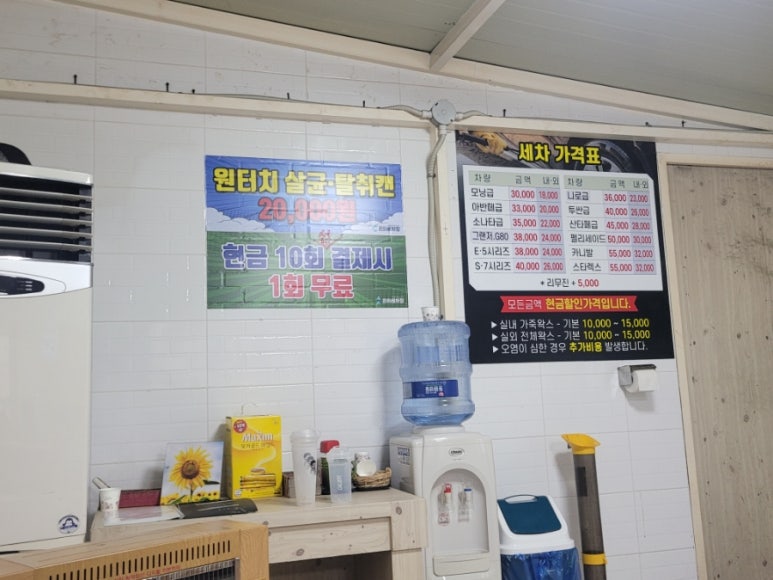 원터치 살균·탈취캔
20,000원
현금 10회 결제시
1회 무료
세차 가격표
차 량 금 액 내·외 차 량 금 액 내·외
모닝급 30,000 18,000 나로급 36,000 23,000
아반떼급 33,000 20,000 투싼급 40,000 26,000
소나타급 35,000 22,000 산타페급 45,000 28,000
그랜저.G80 38,000 24,000 펠리세이드 50,000 30,000
E·5시리즈 38,000 24,000 카니발 55,000 32,000
S·7시리즈 40,000 26,000 스타렉스 55,000 32,000
* 리무진 + 5,000
모든금액 현금할인가격입니다.
▶ 실내 가죽왁스 - 기본 10,000 ~ 15,000
▶ 실외 전체왁스 - 기본 10,000 ~ 15,000
▶ 오염이 심한 경우 추가비용 발생합니다.
Maxim